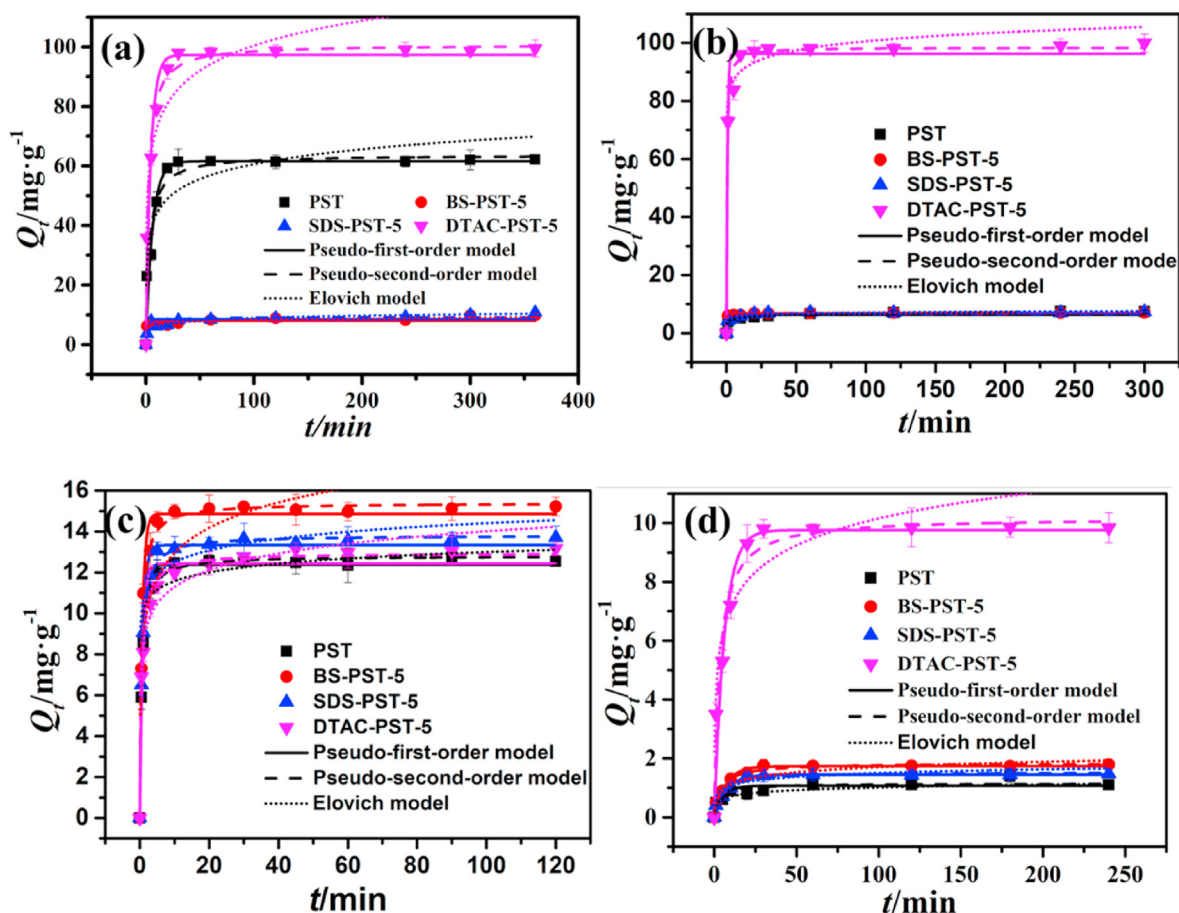 (a)
Qt/mg·g-1
100
80
60
40
20
0
PST BS-PST-5
SDS-PST-5 DTAC-PST-5
Pseudo-first-order model
Pseudo-second-order model
Elovich model
0 100 200 300 400
t/min
(b)
Qt/mg·g-1
100
80
60
40
20
0
PST
BS-PST-5
SDS-PST-5
DTAC-PST-5
Pseudo-first-order model
Pseudo-second-order mode
Elovich model
0 50 100 150 200 250 300
t/min
(c)
Qt/mg·g-1
16
14
12
10
8
6
4
2
0
PST
BS-PST-5
SDS-PST-5
DTAC-PST-5
Pseudo-first-order model
Pseudo-second-order model
Elovich model
0 20 40 60 80 100 120
t/min
(d)
Qt/mg·g-1
10
8
6
4
2
0
PST
BS-PST-5
SDS-PST-5
DTAC-PST-5
Pseudo-first-order model
Pseudo-second-order model
Elovich model
0 50 100 150 200 250
t/min